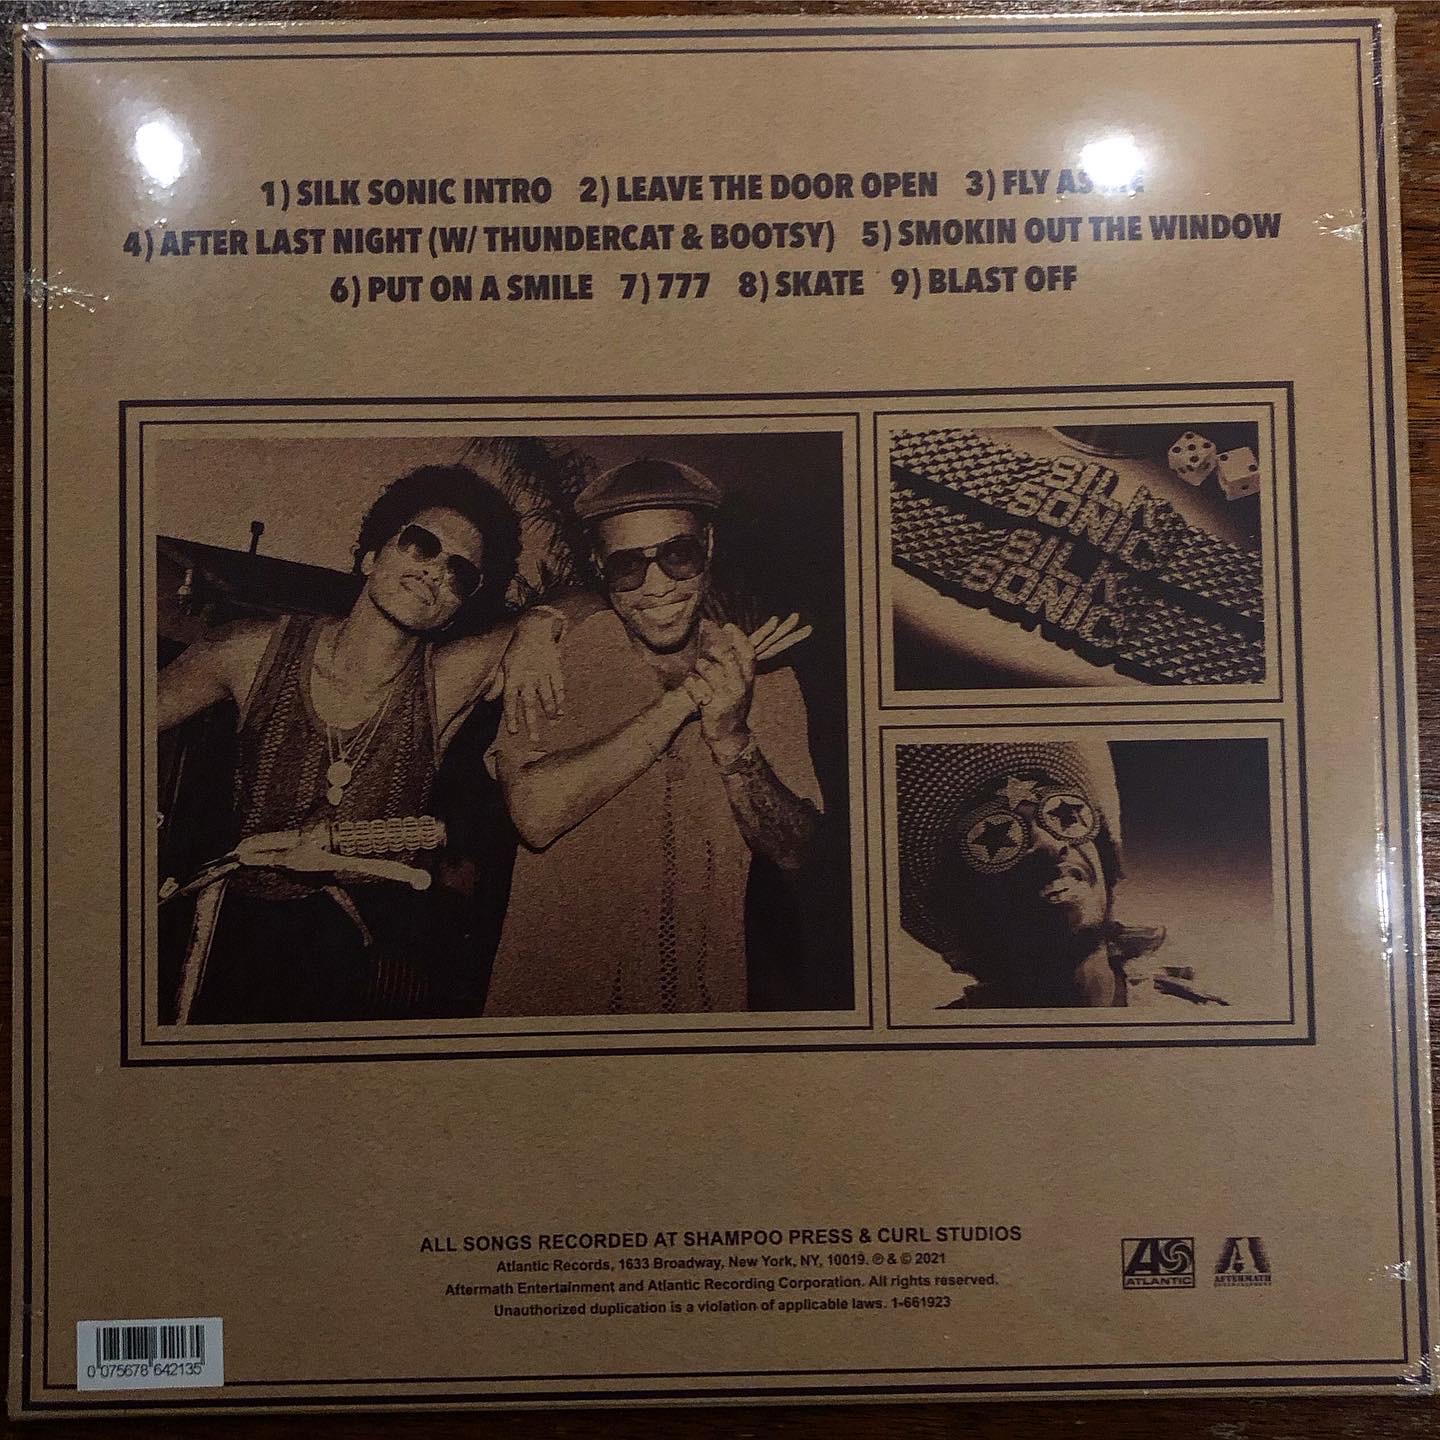 1) SILK SONIC INTRO 2) LEAVE THE DOOR OPEN 3) FLY AS
4) AFTER LAST NIGHT (W/ THUNDERCAT & BOOTSY) 5) SMOKIN OUT THE WINDOW
6) PUT ON A SMILE 7) 777 8) SKATE 9) BLAST OFF
SILK
SONIC
SILK
SONIC
ALL SONGS RECORDED AT SHAMPOO PRESS & CURL STUDIOS
Atlantic Records, 1633 Broadway, New York, NY, 10019. ℗ & © 2021
Aftermath Entertainment and Atlantic Recording Corporation. All rights reserved.
Unauthorized duplication is a violation of applicable laws. 1-661923
ATLANTIC
AFTERMATH
ENTERTAINMENT
0 075678 642135